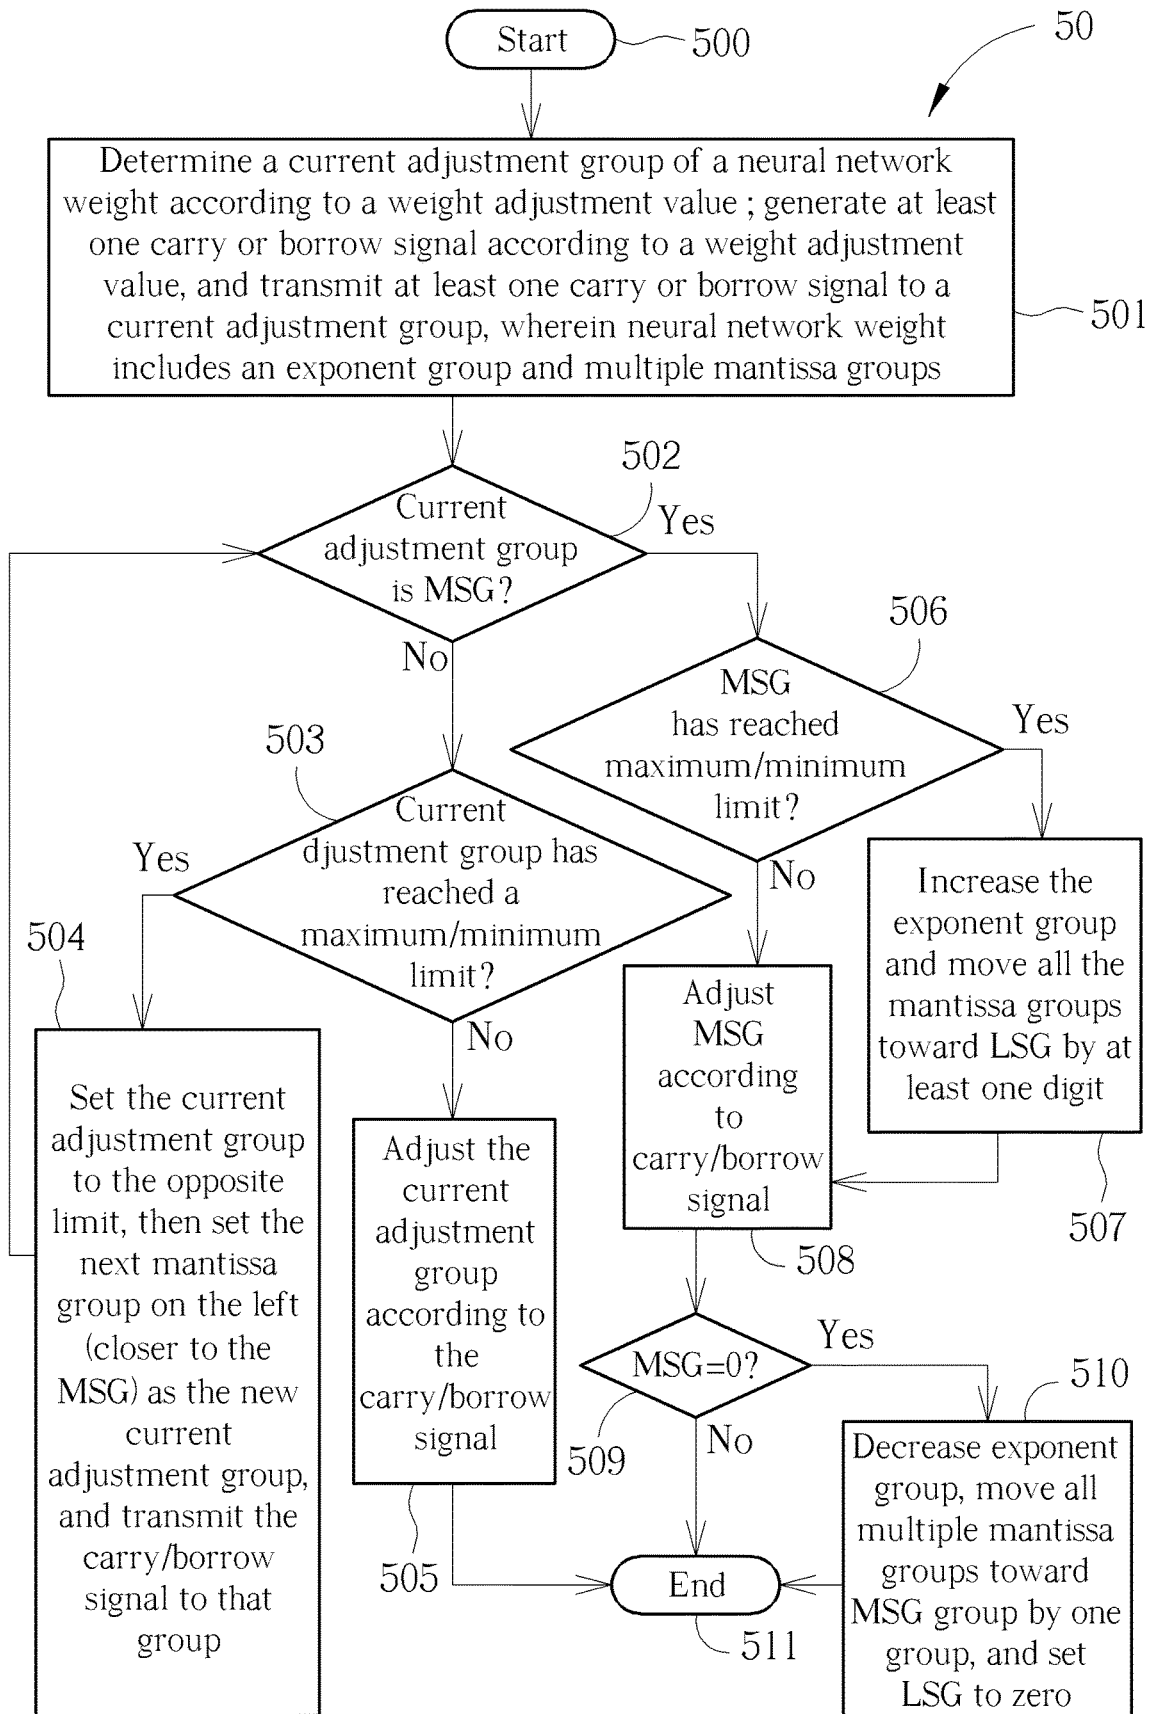 Start
500
50
Determine a current adjustment group of a neural network
weight according to a weight adjustment value ; generate at least
one carry or borrow signal according to a weight adjustment
value, and transmit at least one carry or borrow signal to a
current adjustment group, wherein neural network weight
includes an exponent group and multiple mantissa groups
501
502
Current
adjustment group
is MSG?
Yes
No
506
MSG
has reached
maximum/minimum
limit?
Yes
No
503
Current
djustment group has
reached a
maximum/minimum
limit?
Yes
No
504
Set the current
adjustment group
to the opposite
limit, then set the
next mantissa
group on the left
(closer to the
MSG) as the new
current
adjustment group,
and transmit the
carry/borrow
signal to that
group
Adjust the
current
adjustment
group
according to
the
carry/borrow
signal
505
Adjust
MSG
according
to
carry/borrow
signal
508
Increase the
exponent group
and move all the
mantissa groups
toward LSG by at
least one digit
507
MSG=0?
Yes
No
509
510
Decrease exponent
group, move all
multiple mantissa
groups toward
MSG group by one
group, and set
LSG to zero
End
511